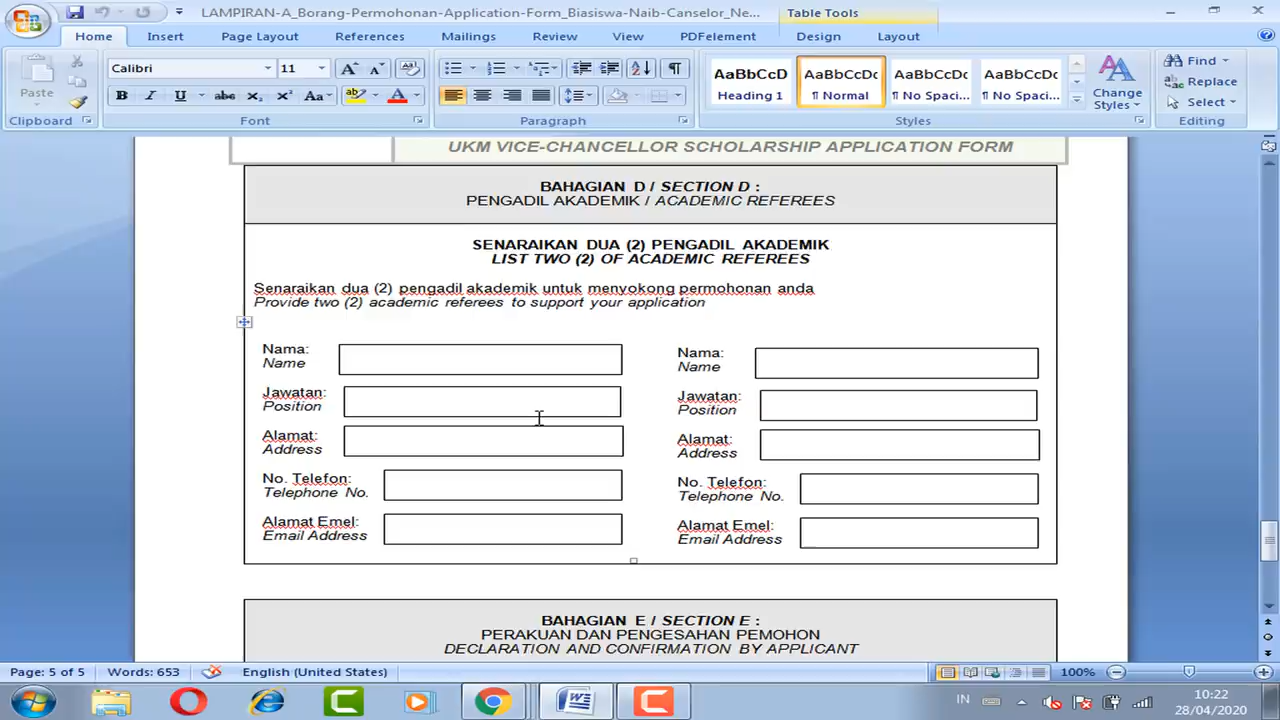 LAMPIRAN-A_Borang-Permohonan-Application-Form_Biasiswa-Naib-Canselor_Ne...
Table Tools
Home Insert Page Layout References Mailings Review View PDFelement Design Layout
Paste
Calibri 11
AaBbCcD AaBbCcDc AaBbCcDc AaBbCcDc
Heading 1 ¶ Normal ¶ No Spaci... ¶ No Spaci...
Change Styles
Find
Replace
Select
Clipboard Font Paragraph Styles Editing
UKM VICE-CHANCELLOR SCHOLARSHIP APPLICATION FORM
BAHAGIAN D / SECTION D :
PENGADIL AKADEMIK / ACADEMIC REFEREES
SENARAIKAN DUA (2) PENGADIL AKADEMIK
LIST TWO (2) OF ACADEMIC REFEREES
Senaraikan dua (2) pengadil akademik untuk menyokong permohonan anda
Provide two (2) academic referees to support your application
Nama:
Name
Jawatan:
Position
Alamat:
Address
No. Telefon:
Telephone No.
Alamat Emel:
Email Address
Nama:
Name
Jawatan:
Position
Alamat:
Address
No. Telefon:
Telephone No.
Alamat Emel:
Email Address
BAHAGIAN E / SECTION E :
PERAKUAN DAN PENGESAHAN PEMOHON
DECLARATION AND CONFIRMATION BY APPLICANT
Page: 5 of 5 Words: 653 English (United States) 100%
IN
10:22
28/04/2020